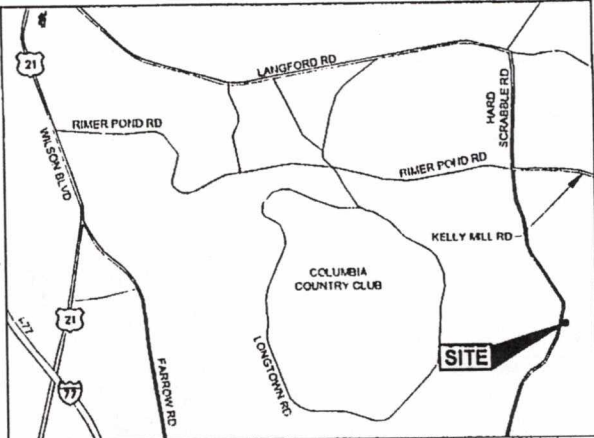 21
LANGFORD RD
HARD
SCRABBLE RD
RIMER POND RD
WILSON BLVD
RIMER POND RD
KELLY MILL RD
COLUMBIA
COUNTRY CLUB
21
SITE
77
FARROW RD
LONGTOWN RD